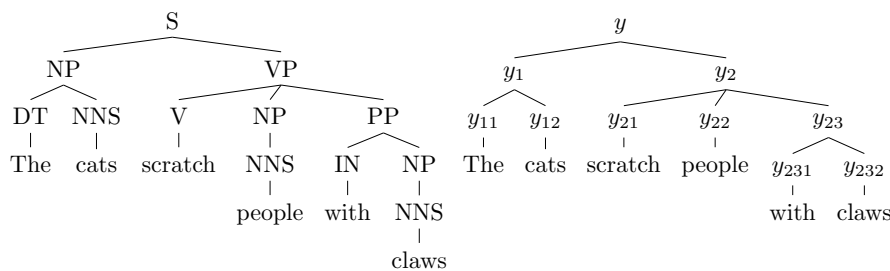 S y
NP VP y₁ y₂
DT NNS V NP PP y₁₁ y₁₂ y₂₁ y₂₂ y₂₃
The cats scratch NNS IN NP The cats scratch people y₂₃₁ y₂₃₂
people with NNS with claws
claws